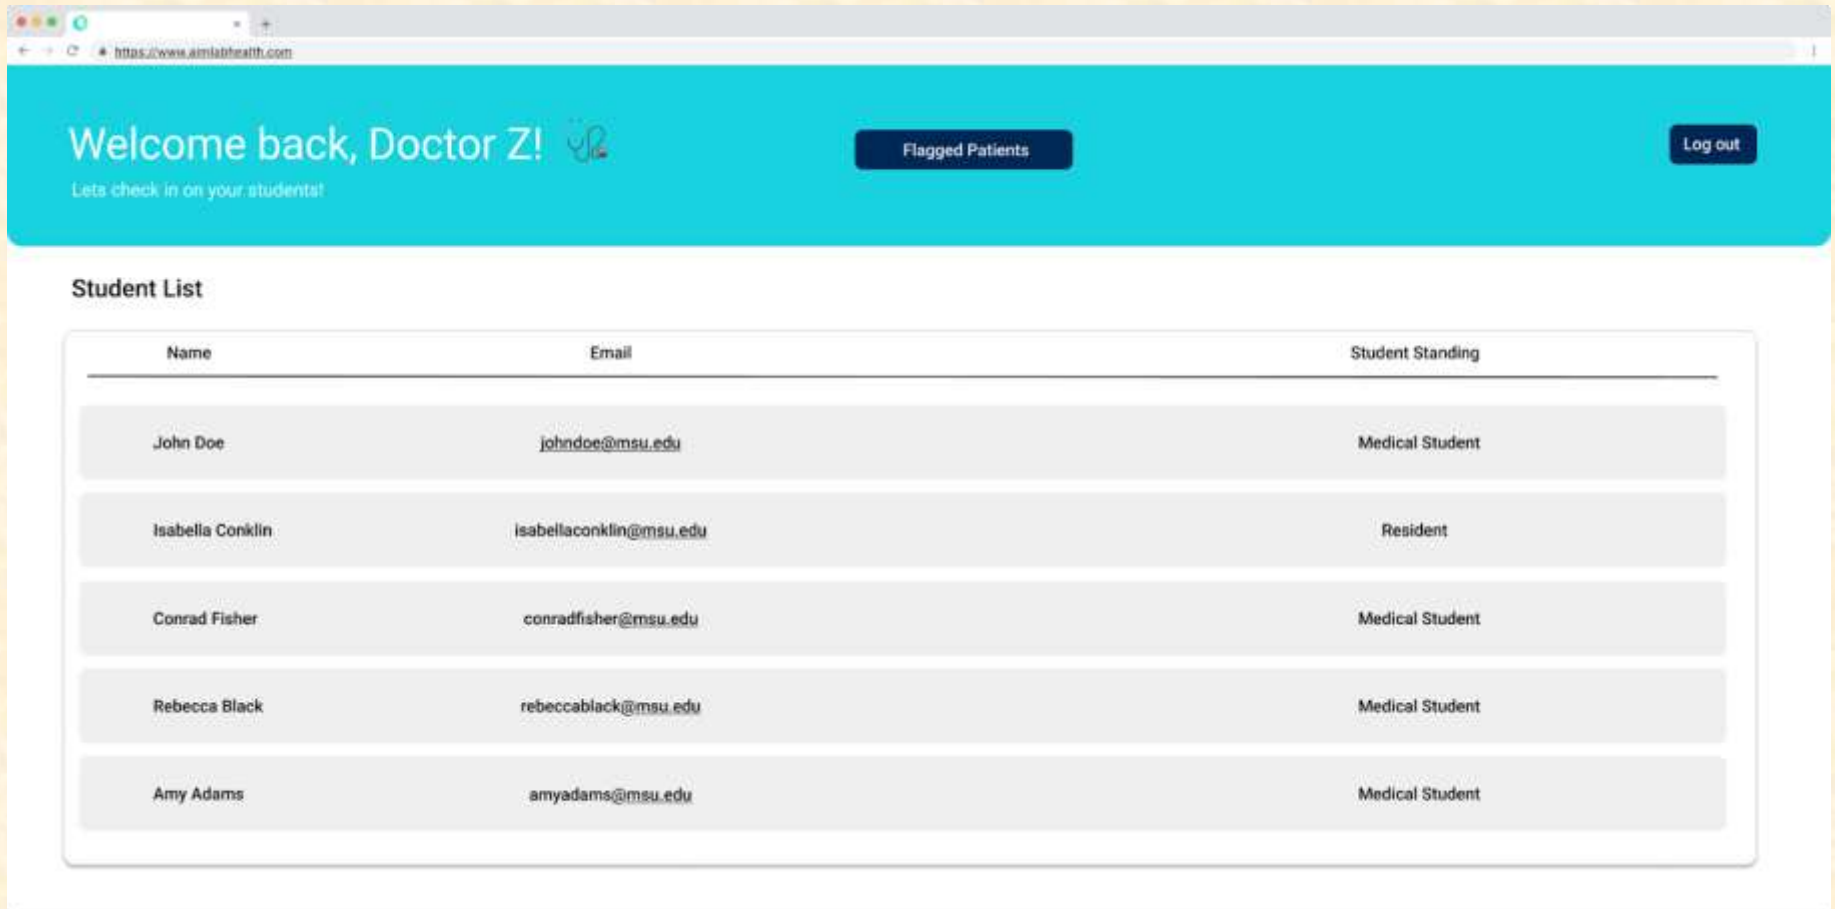 https://www.aimlabhealth.com
Welcome back, Doctor Z!
Flagged Patients
Log out
Lets check in on your students!
Student List
Name Email Student Standing
John Doe johndoe@msu.edu Medical Student
Isabella Conklin isabellaconklin@msu.edu Resident
Conrad Fisher conradfisher@msu.edu Medical Student
Rebecca Black rebeccablack@msu.edu Medical Student
Amy Adams amyadams@msu.edu Medical Student